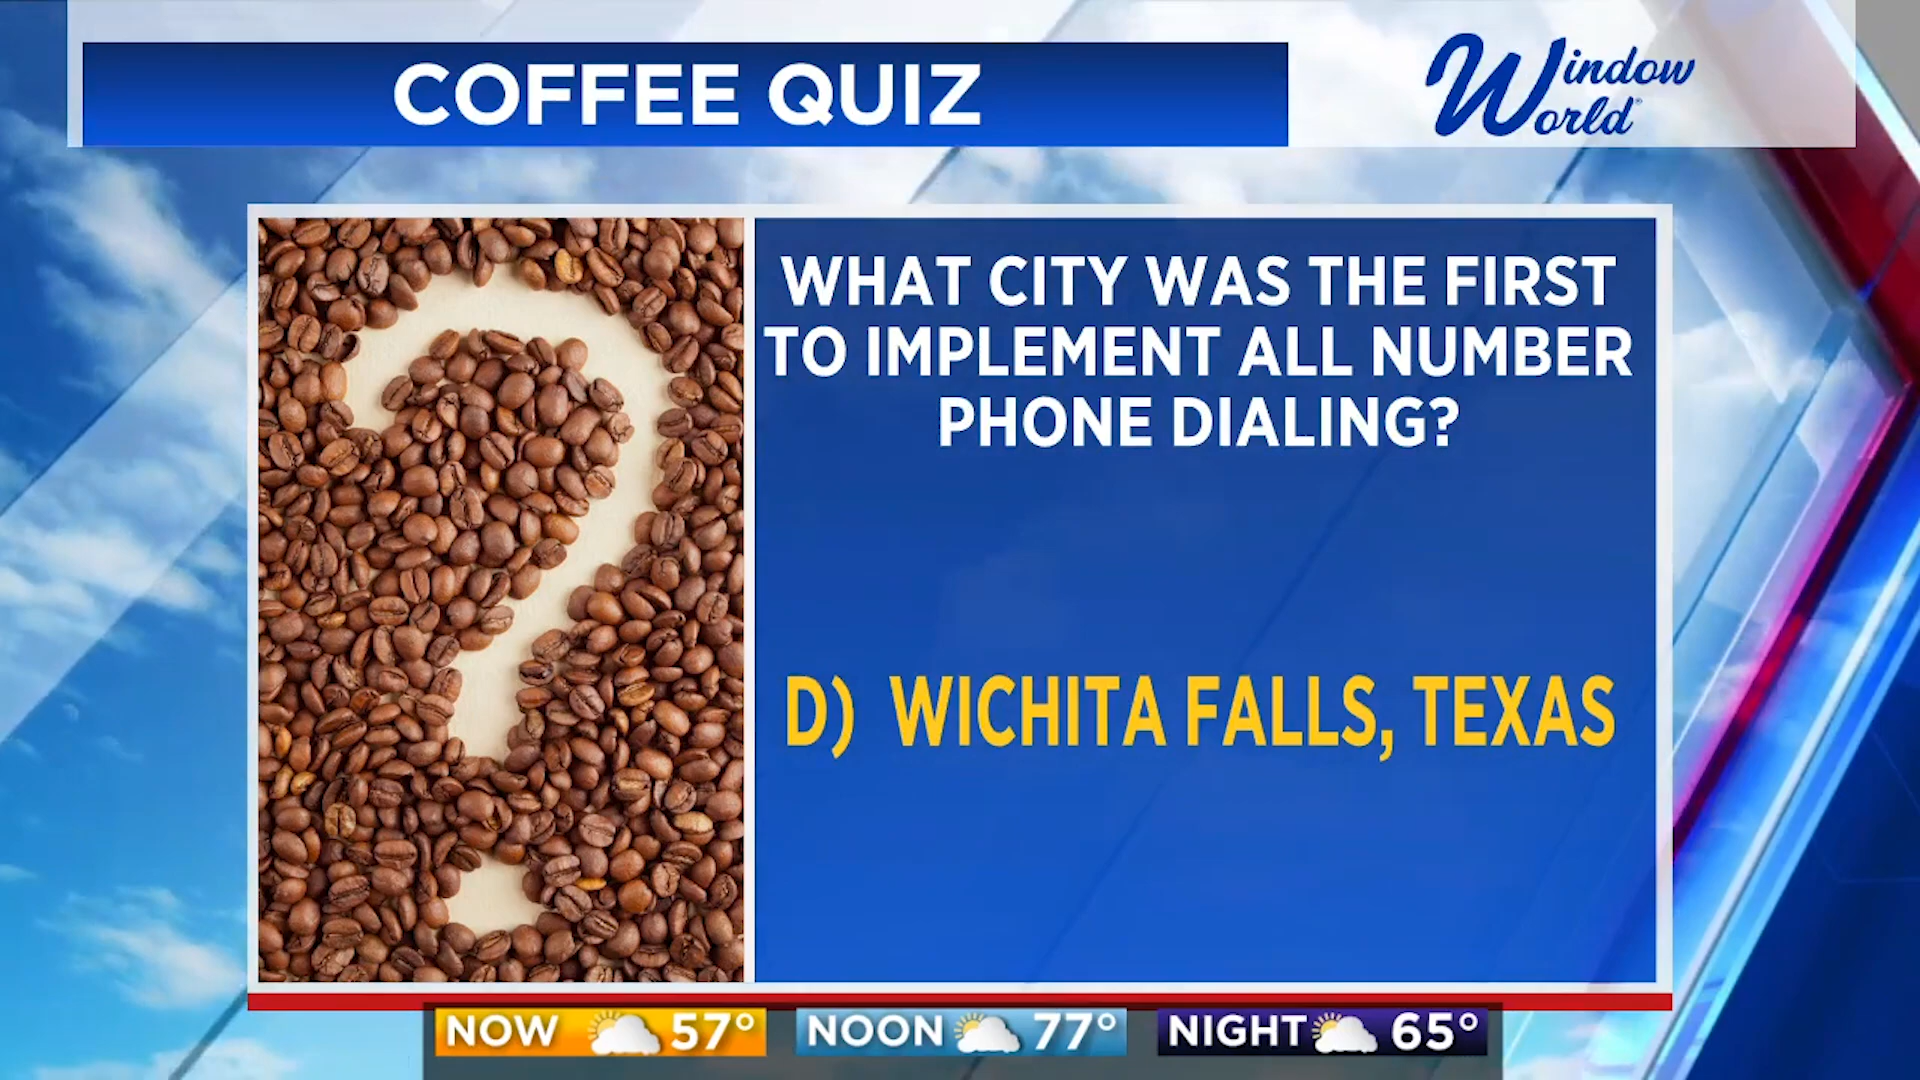 COFFEE QUIZ
Window
World
WHAT CITY WAS THE FIRST
TO IMPLEMENT ALL NUMBER
PHONE DIALING?
D) WICHITA FALLS, TEXAS
NOW 57° NOON 77° NIGHT 65°